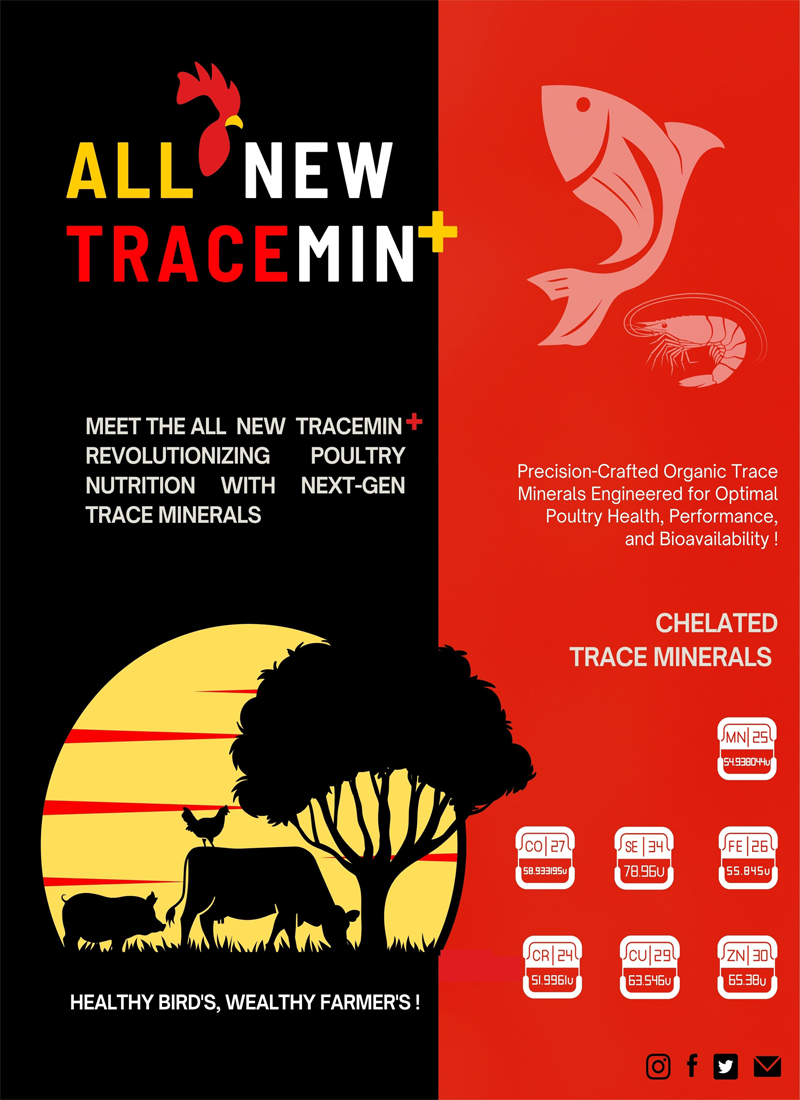 ALL NEW
TRACEMIN+
MEET THE ALL NEW TRACEMIN+
REVOLUTIONIZING POULTRY
NUTRITION WITH NEXT-GEN
TRACE MINERALS
HEALTHY BIRD'S, WEALTHY FARMER'S !
Precision-Crafted Organic Trace
Minerals Engineered for Optimal
Poultry Health, Performance,
and Bioavailability !
CHELATED
TRACE MINERALS
MN|25
54.938044u
CO|27
58.933195u
SE|34
78.96u
FE|26
55.845u
CR|24
51.9961u
CU|29
63.546u
ZN|30
65.38u